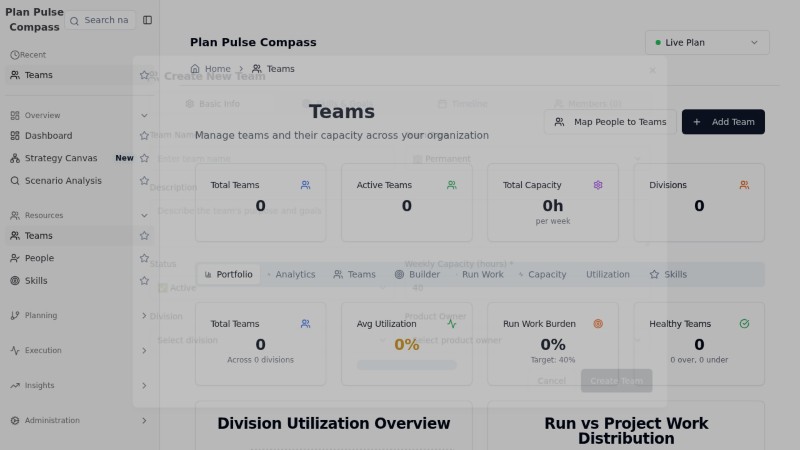 Plan Pulse Compass
Search na
Recent
Teams
Overview
Dashboard
Strategy Canvas New
Scenario Analysis
Resources
Teams
People
Skills
Planning
Execution
Insights
Administration
Plan Pulse Compass
Live Plan
Home Teams
Create New Team
Basic Info
Timeline
Members (0)
Teams
Manage teams and their capacity across your organization
Map People to Teams
Add Team
Team Name
Enter team name
Permanent
Description
Describe the team's purpose and goals
Total Teams
0
Active Teams
0
Total Capacity
0h
per week
Divisions
0
Status
Active
Weekly Capacity (hours) *
40
Portfolio Analytics Teams Builder Run Work Capacity Utilization Skills
Division
Select division
Product Owner
Select product owner
Total Teams
0
Across 0 divisions
Avg Utilization
0%
Run Work Burden
0%
Target: 40%
Healthy Teams
0
0 over, 0 under
Cancel
Create Team
Division Utilization Overview
Run vs Project Work
Distribution